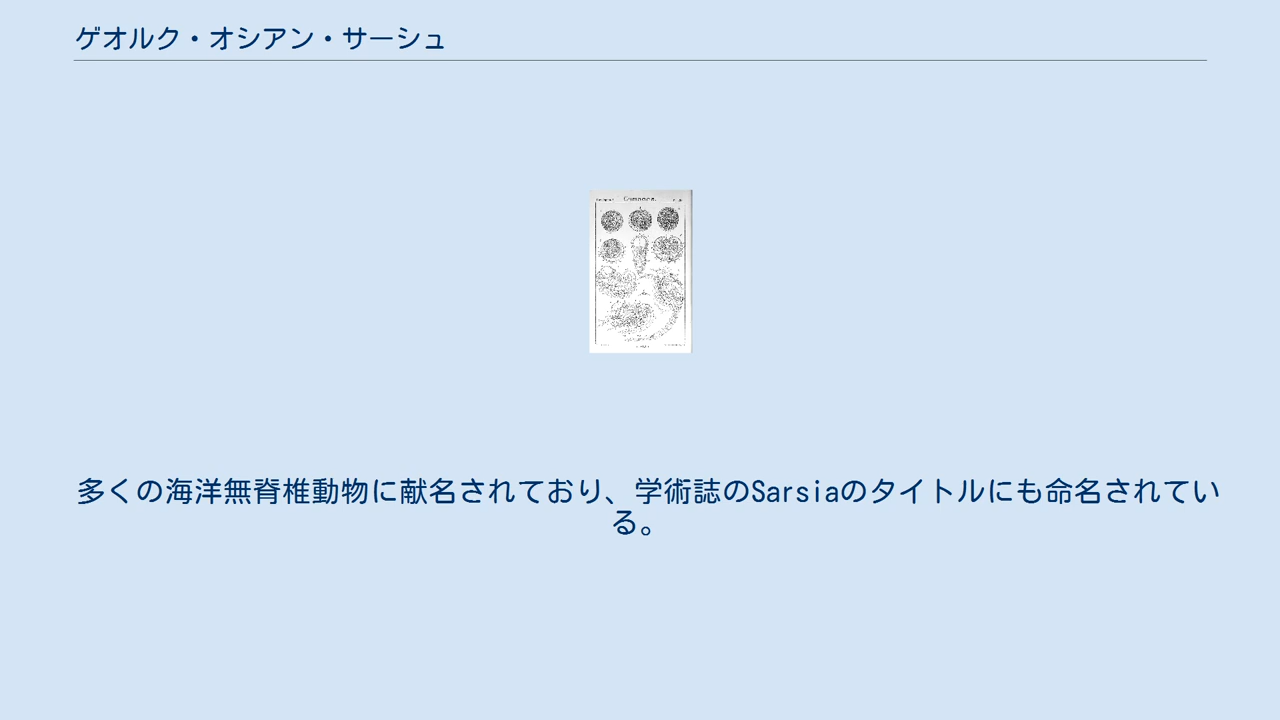 ゲオルク・オシアン・サーシュ
多くの海洋無脊椎動物に献名されており、学術誌のSarsiaのタイトルにも命名されてい
る。